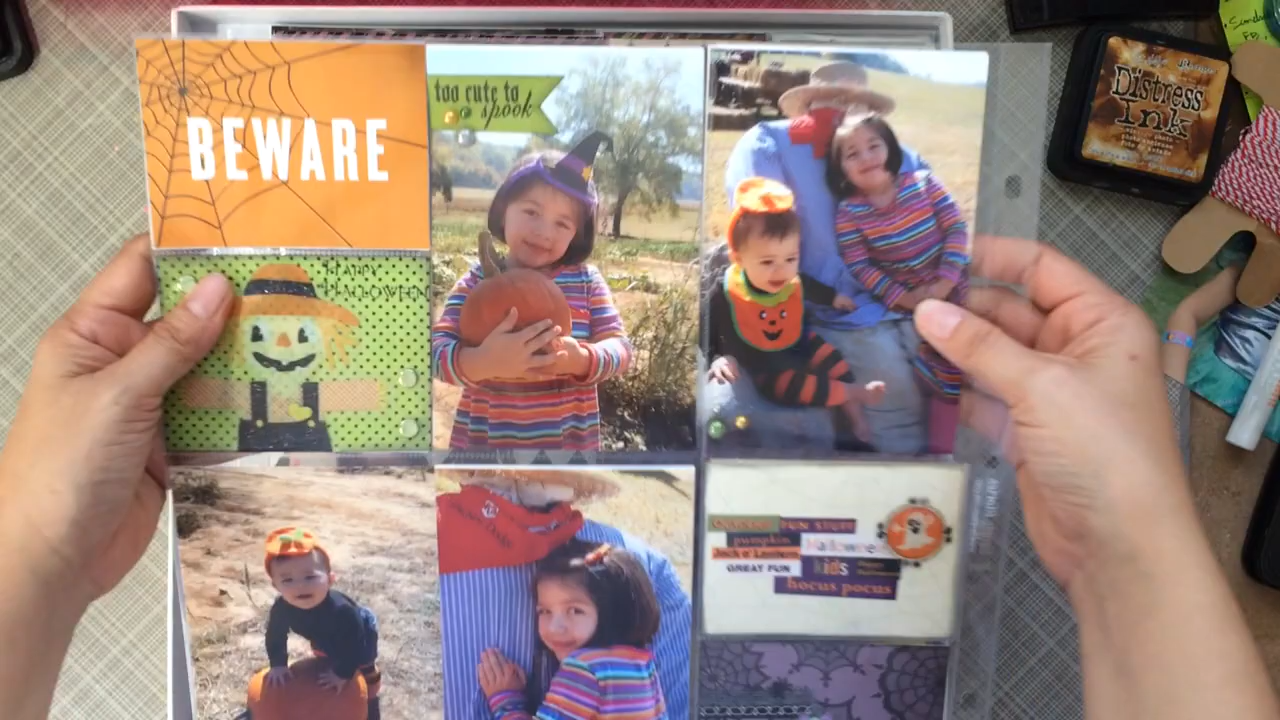 BEWARE
too cute to
spook
Happy
Halloween
Distress
Ink
FUN STUFF
pumpkin
Jack o' Lantern
Halloween
GREAT FUN
kids
hocus pocus